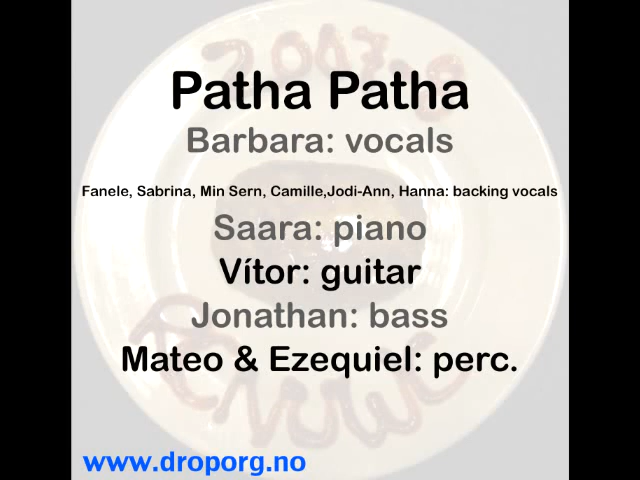 Patha Patha
Barbara: vocals
Fanele, Sabrina, Min Sern, Camille,Jodi-Ann, Hanna: backing vocals
Saara: piano
Vítor: guitar
Jonathan: bass
Mateo & Ezequiel: perc.
www.droporg.no